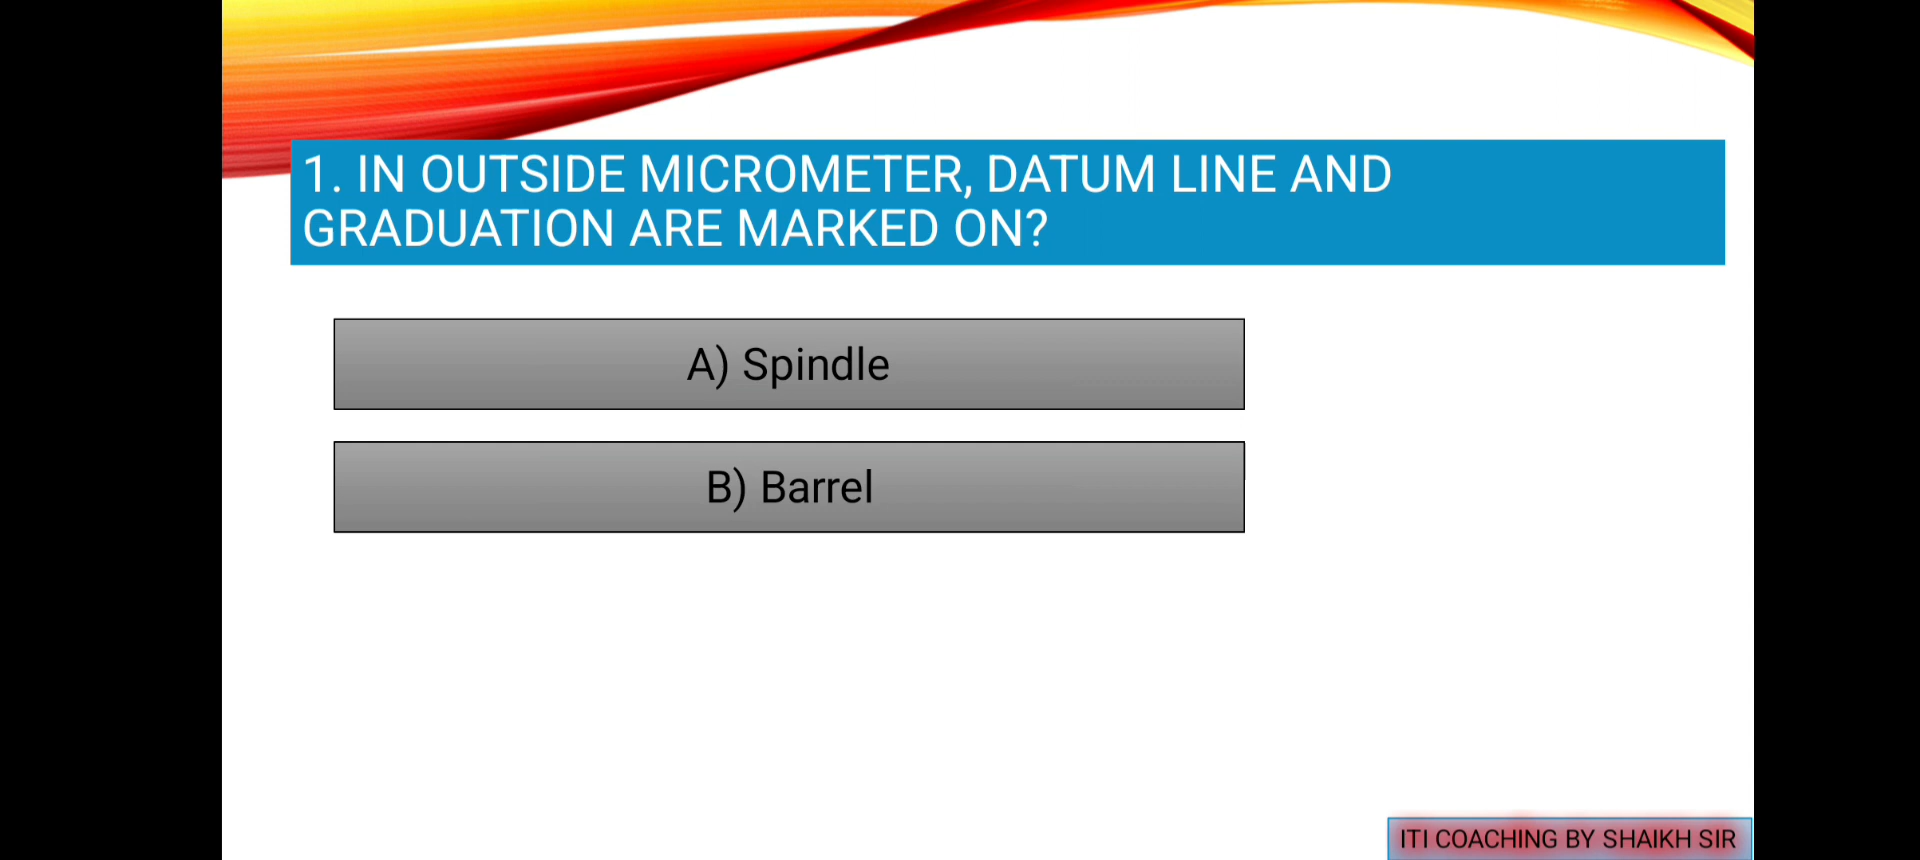 1. IN OUTSIDE MICROMETER, DATUM LINE AND
GRADUATION ARE MARKED ON?
A) Spindle
B) Barrel
ITI COACHING BY SHAIKH SIR